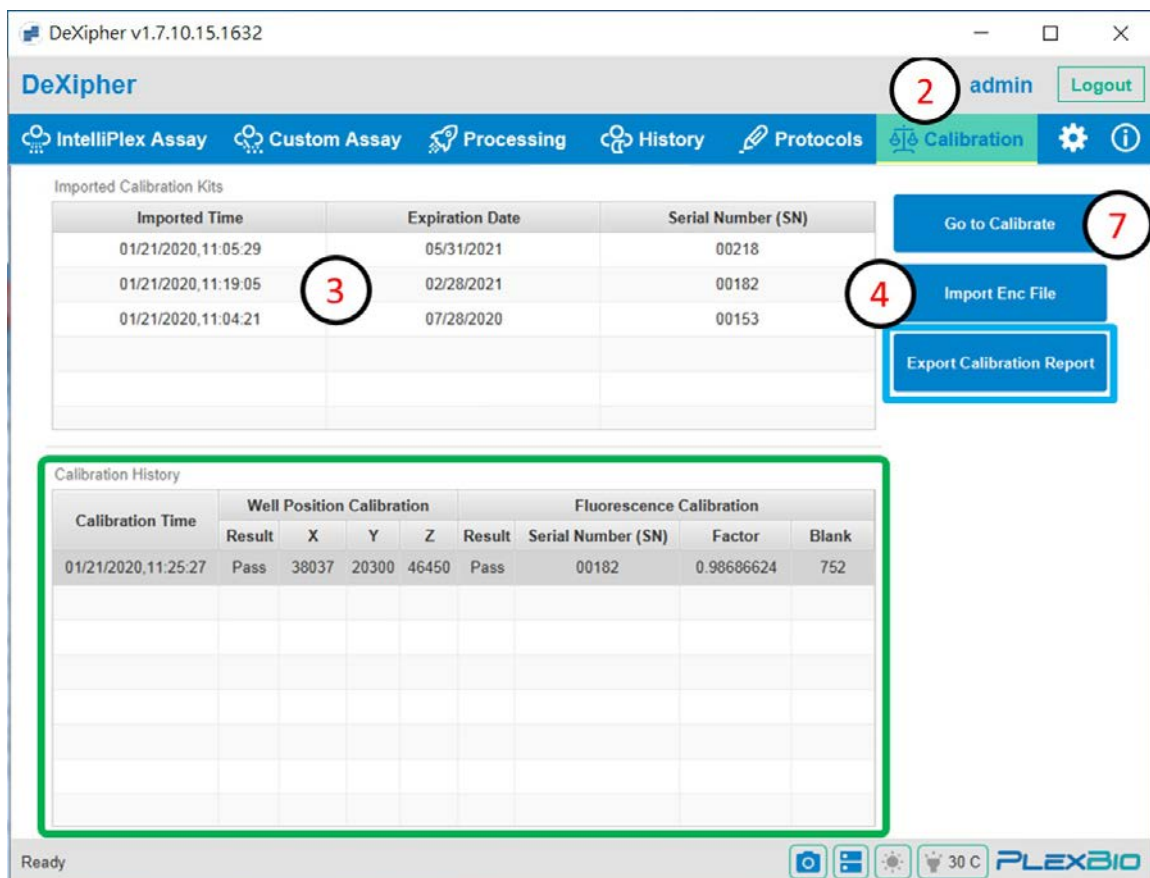 DeXipher v1.7.10.15.1632
DeXipher 2 admin Logout
IntelliPlex Assay Custom Assay Processing History Protocols Calibration
Imported Calibration Kits
Imported Time Expiration Date Serial Number (SN)
01/21/2020,11:05:29 05/31/2021 00218
01/21/2020,11:19:05 02/28/2021 00182
01/21/2020,11:04:21 07/28/2020 00153
3
Go to Calibrate 7
4 Import Enc File
Export Calibration Report
Calibration History
Calibration Time Well Position Calibration Fluorescence Calibration
Result X Y Z Result Serial Number (SN) Factor Blank
01/21/2020,11:25:27 Pass 38037 20300 46450 Pass 00182 0.98686624 752
Ready 30 C PLEXBIO